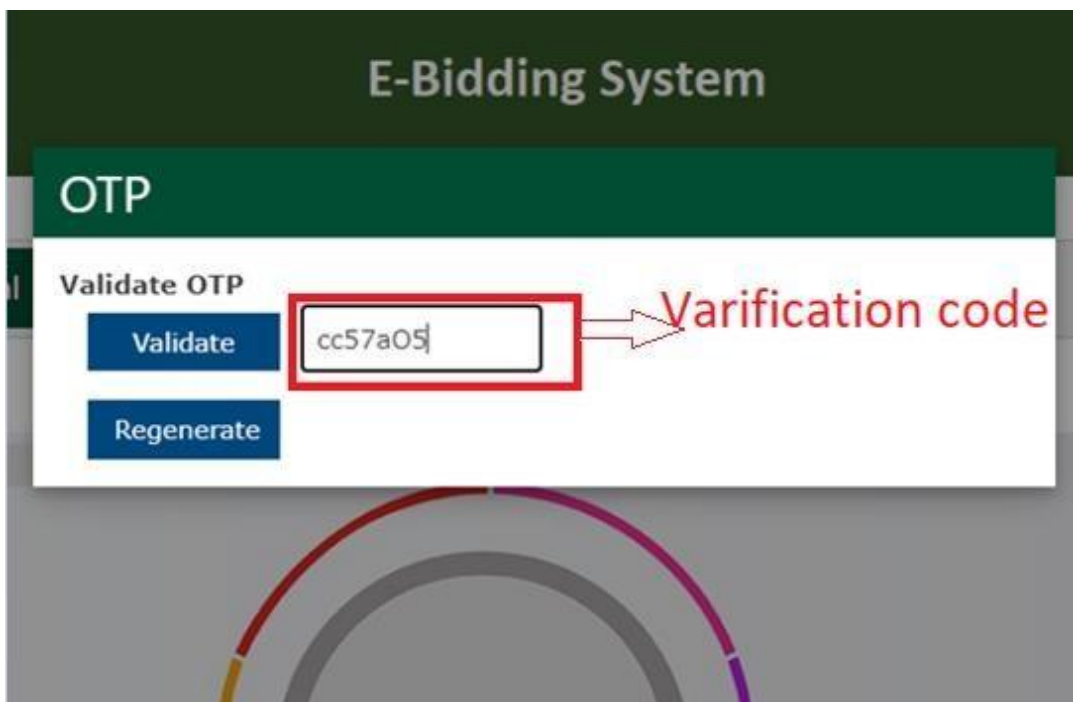 E-Bidding System
OTP
Validate OTP
Validate
cc57aO5
Varification code
Regenerate